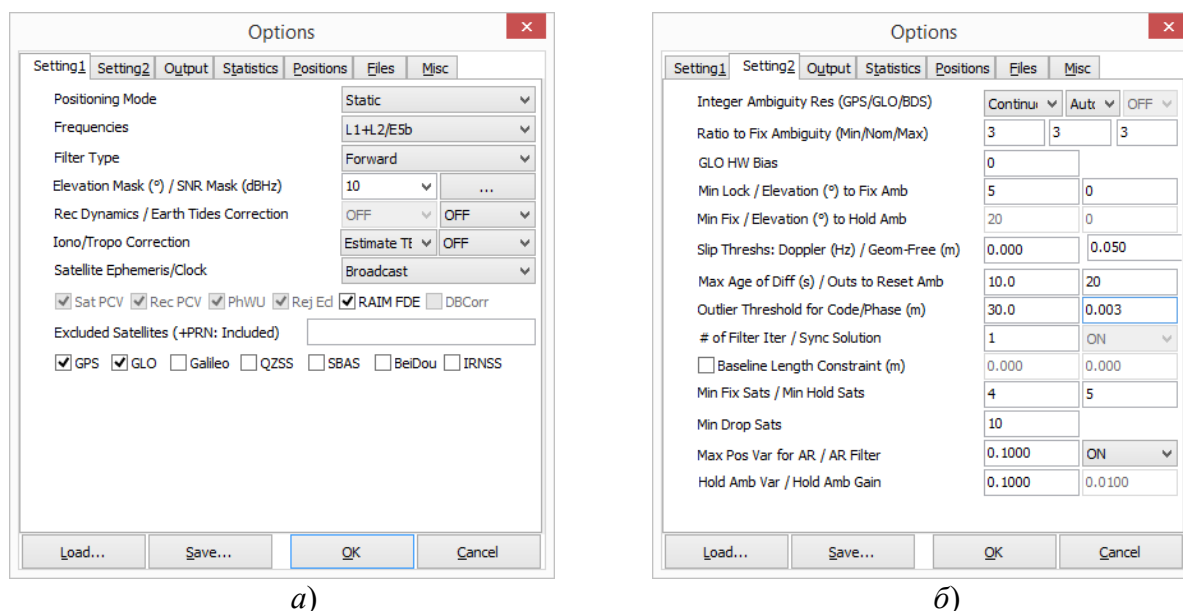 Options
Setting1 Setting2 Output Statistics Positions Files Misc
Positioning Mode Static
Frequencies L1+L2/E5b
Filter Type Forward
Elevation Mask (°) / SNR Mask (dBHz) 10 ...
Rec Dynamics / Earth Tides Correction OFF OFF
Iono/Tropo Correction Estimate TE OFF
Satellite Ephemeris/Clock Broadcast
Sat PCV Rec PCV PhWU Rej Ecl RAIM FDE DBCorr
Excluded Satellites (+PRN: Included)
GPS GLO Galileo QZSS SBAS BeiDou IRNSS
Load... Save... OK Cancel
а)
Options
Setting1 Setting2 Output Statistics Positions Files Misc
Integer Ambiguity Res (GPS/GLO/BDS) Continu Auto OFF
Ratio to Fix Ambiguity (Min/Nom/Max) 3 3 3
GLO HW Bias 0
Min Lock / Elevation (°) to Fix Amb 5 0
Min Fix / Elevation (°) to Hold Amb 20 0
Slip Threshs: Doppler (Hz) / Geom-Free (m) 0.000 0.050
Max Age of Diff (s) / Outs to Reset Amb 10.0 20
Outlier Threshold for Code/Phase (m) 30.0 0.003
# of Filter Iter / Sync Solution 1 ON
Baseline Length Constraint (m) 0.000 0.000
Min Fix Sats / Min Hold Sats 4 5
Min Drop Sats 10
Max Pos Var for AR / AR Filter 0.1000 ON
Hold Amb Var / Hold Amb Gain 0.1000 0.0100
Load... Save... OK Cancel
б)